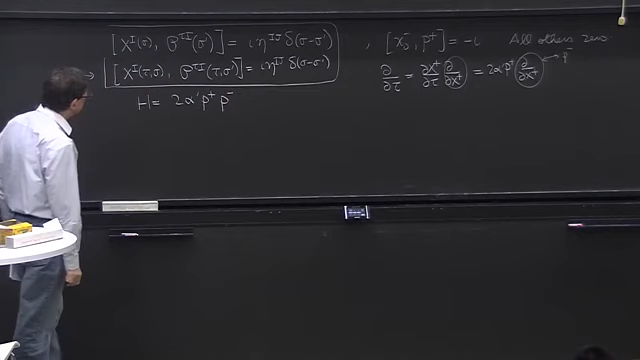 [X^I(σ), 𝒫^{τJ}(σ')] = iη^{IJ} δ(σ-σ') , [x_0^-, p^+] = -i All others zero.
→ [X^I(τ,σ), 𝒫^{τJ}(τ,σ')] = iη^{IJ} δ(σ-σ')
∂/∂τ = ∂X^+/∂τ ∂/∂X^+ = 2α'p^+ ∂/∂X^+ ↔ p^-
H = 2α'p^+p^-